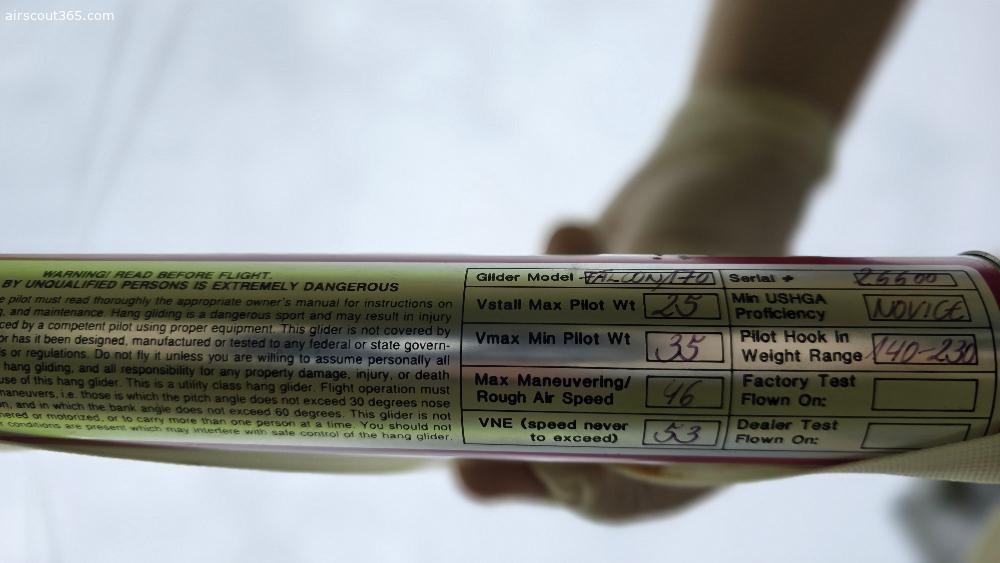 airscout365.com
WARNING! READ BEFORE FLIGHT.
BY UNQUALIFIED PERSONS IS EXTREMELY DANGEROUS
pilot must read thoroughly the appropriate owner's manual for instructions on
and maintenance. Hang gliding is a dangerous sport and may result in injury
by a competent pilot using proper equipment. This glider is not covered by
or has it been designed, manufactured or tested to any federal or state govern-
or regulations. Do not fly it unless you are willing to assume personally all
hang gliding, and all responsibility for any property damage, injury, or death
use of this hang glider. This is a utility class hang glider. Flight operation must
maneuvers, i.e. those in which the pitch angle does not exceed 30 degrees nose
and in which the bank angle does not exceed 60 degrees. This glider is not
or motorized, or to carry more than one person at a time. You should not
conditions are present which may interfere with safe control of the hang glider.
Glider Model FALCON/170 Serial #
Vstall Max Pilot Wt 25 Min USHGA Proficiency NOVICE
Vmax Min Pilot Wt 35 Pilot Hook in Weight Range 140-230
Max Maneuvering/ Rough Air Speed 46 Factory Test Flown On:
VNE (speed never to exceed) 53 Dealer Test Flown On: